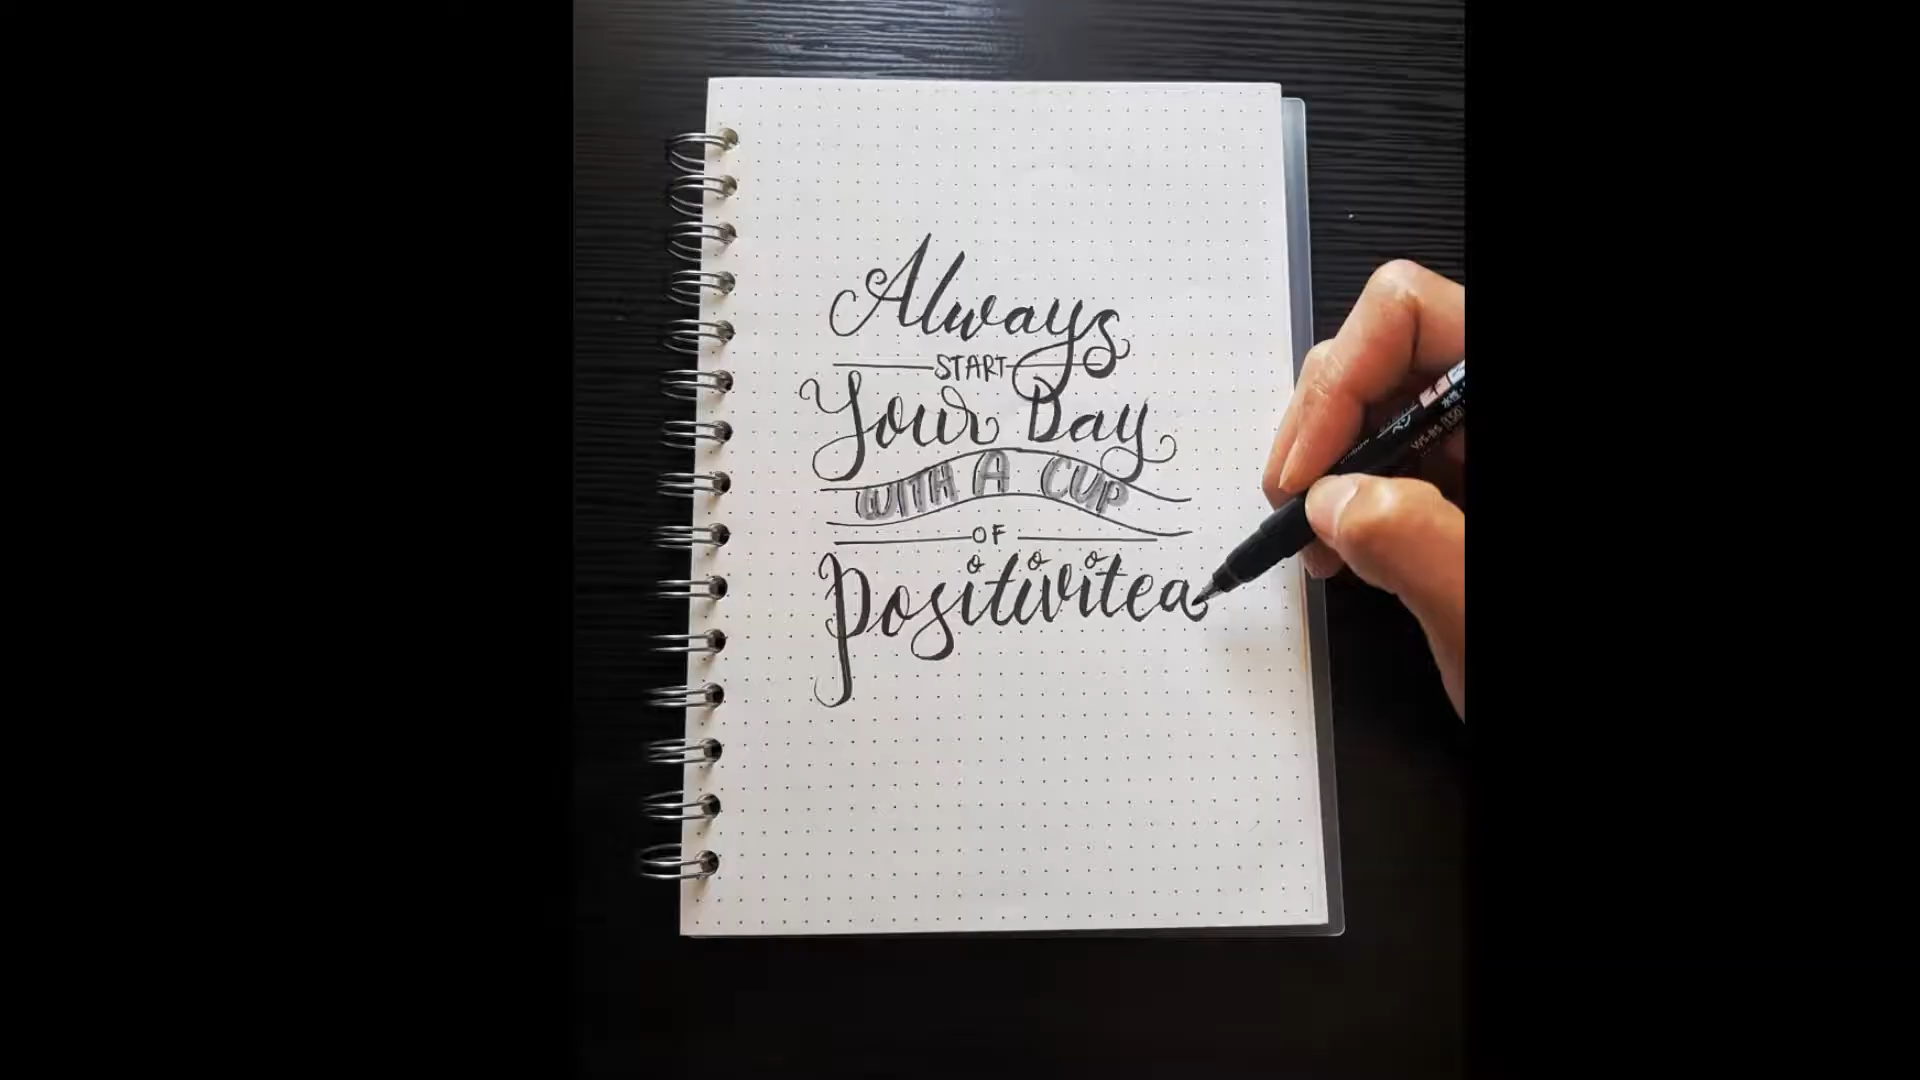 Always
START
Your Day
WITH A CUP
OF
Positivitea